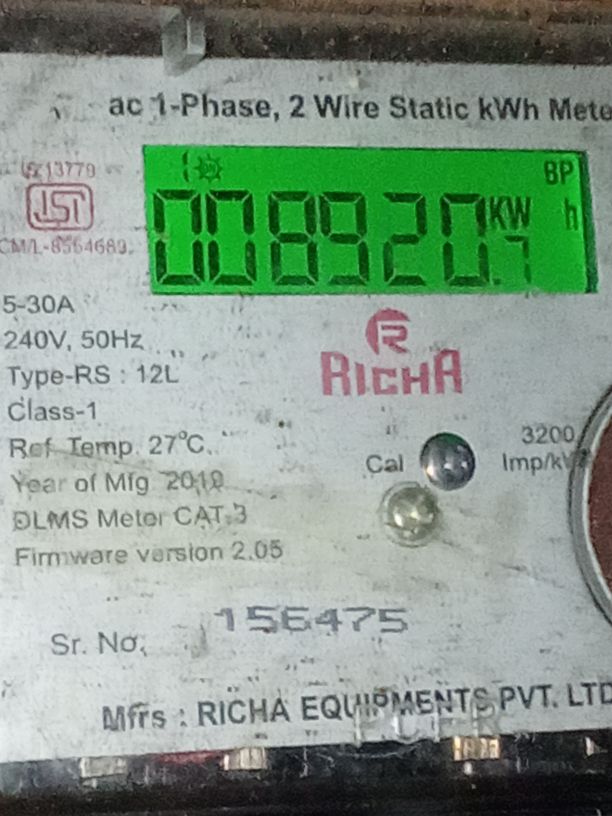 ac 1-Phase, 2 Wire Static kWh Mete
IS 13779
ISI
CM/L-8564689
BP
008920.7 KW h
5-30A
240V, 50Hz
Type-RS : 12L
Class-1
Ref. Temp. 27°C.
Year of Mfg. 2019
DLMS Meter CAT.3
Firmware version 2.05
R
RICHA
Cal
3200
Imp/k
Sr. No.
156475
Mfrs : RICHA EQUIPMENTS PVT. LTD